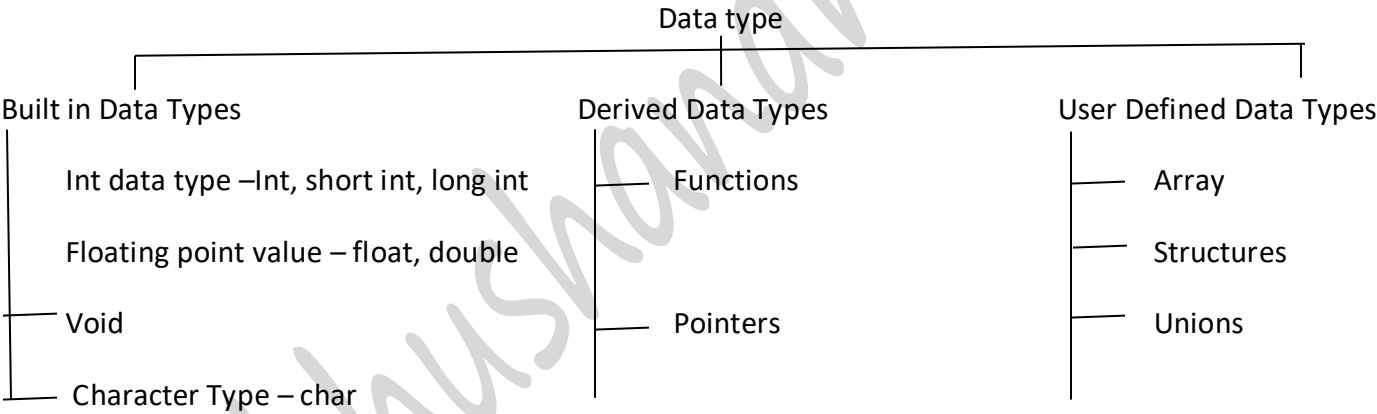 Data type
Built in Data Types Derived Data Types User Defined Data Types
Int data type –Int, short int, long int Functions Array
Floating point value – float, double Structures
Void Pointers Unions
Character Type – char